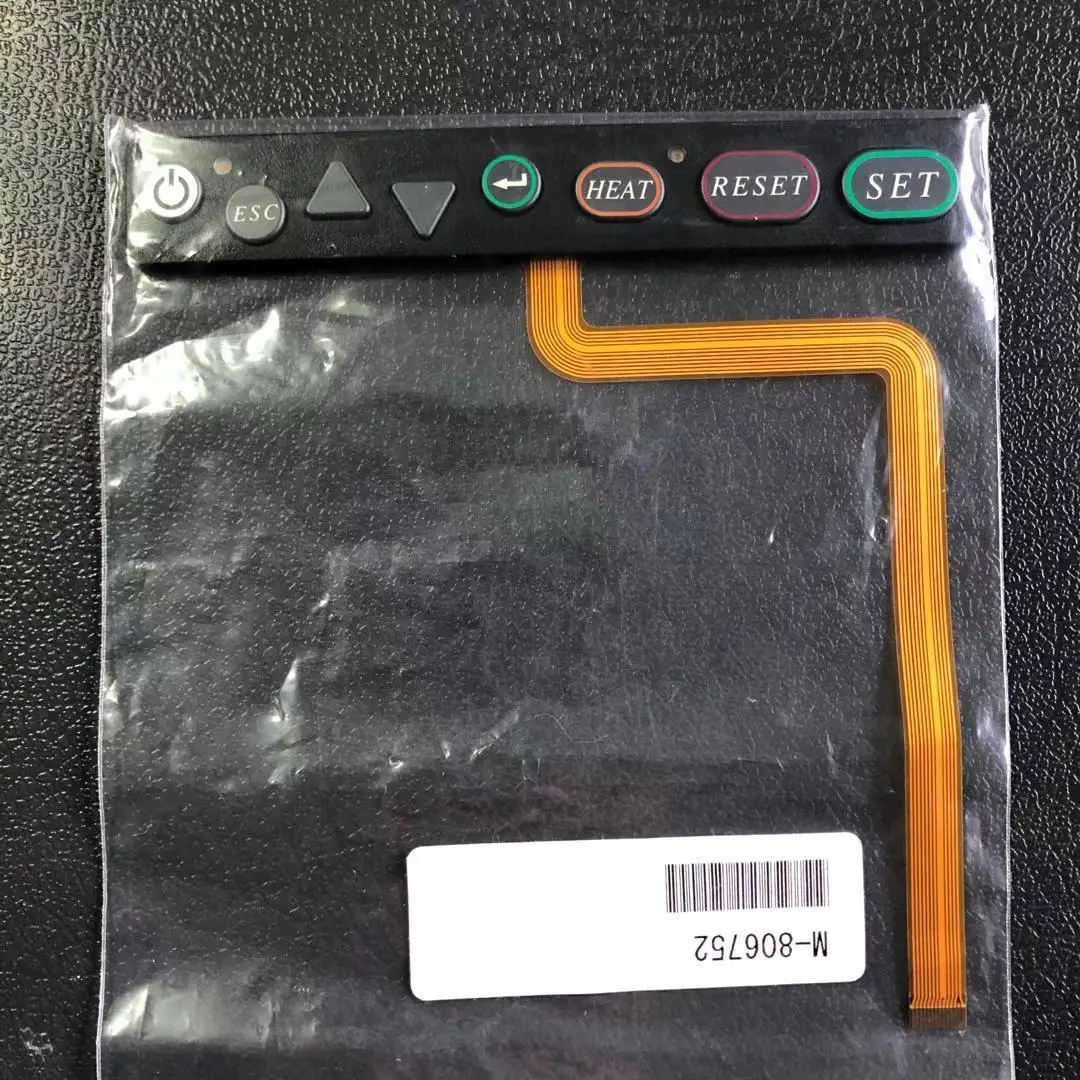 ESC
HEAT
RESET
SET
M-806752